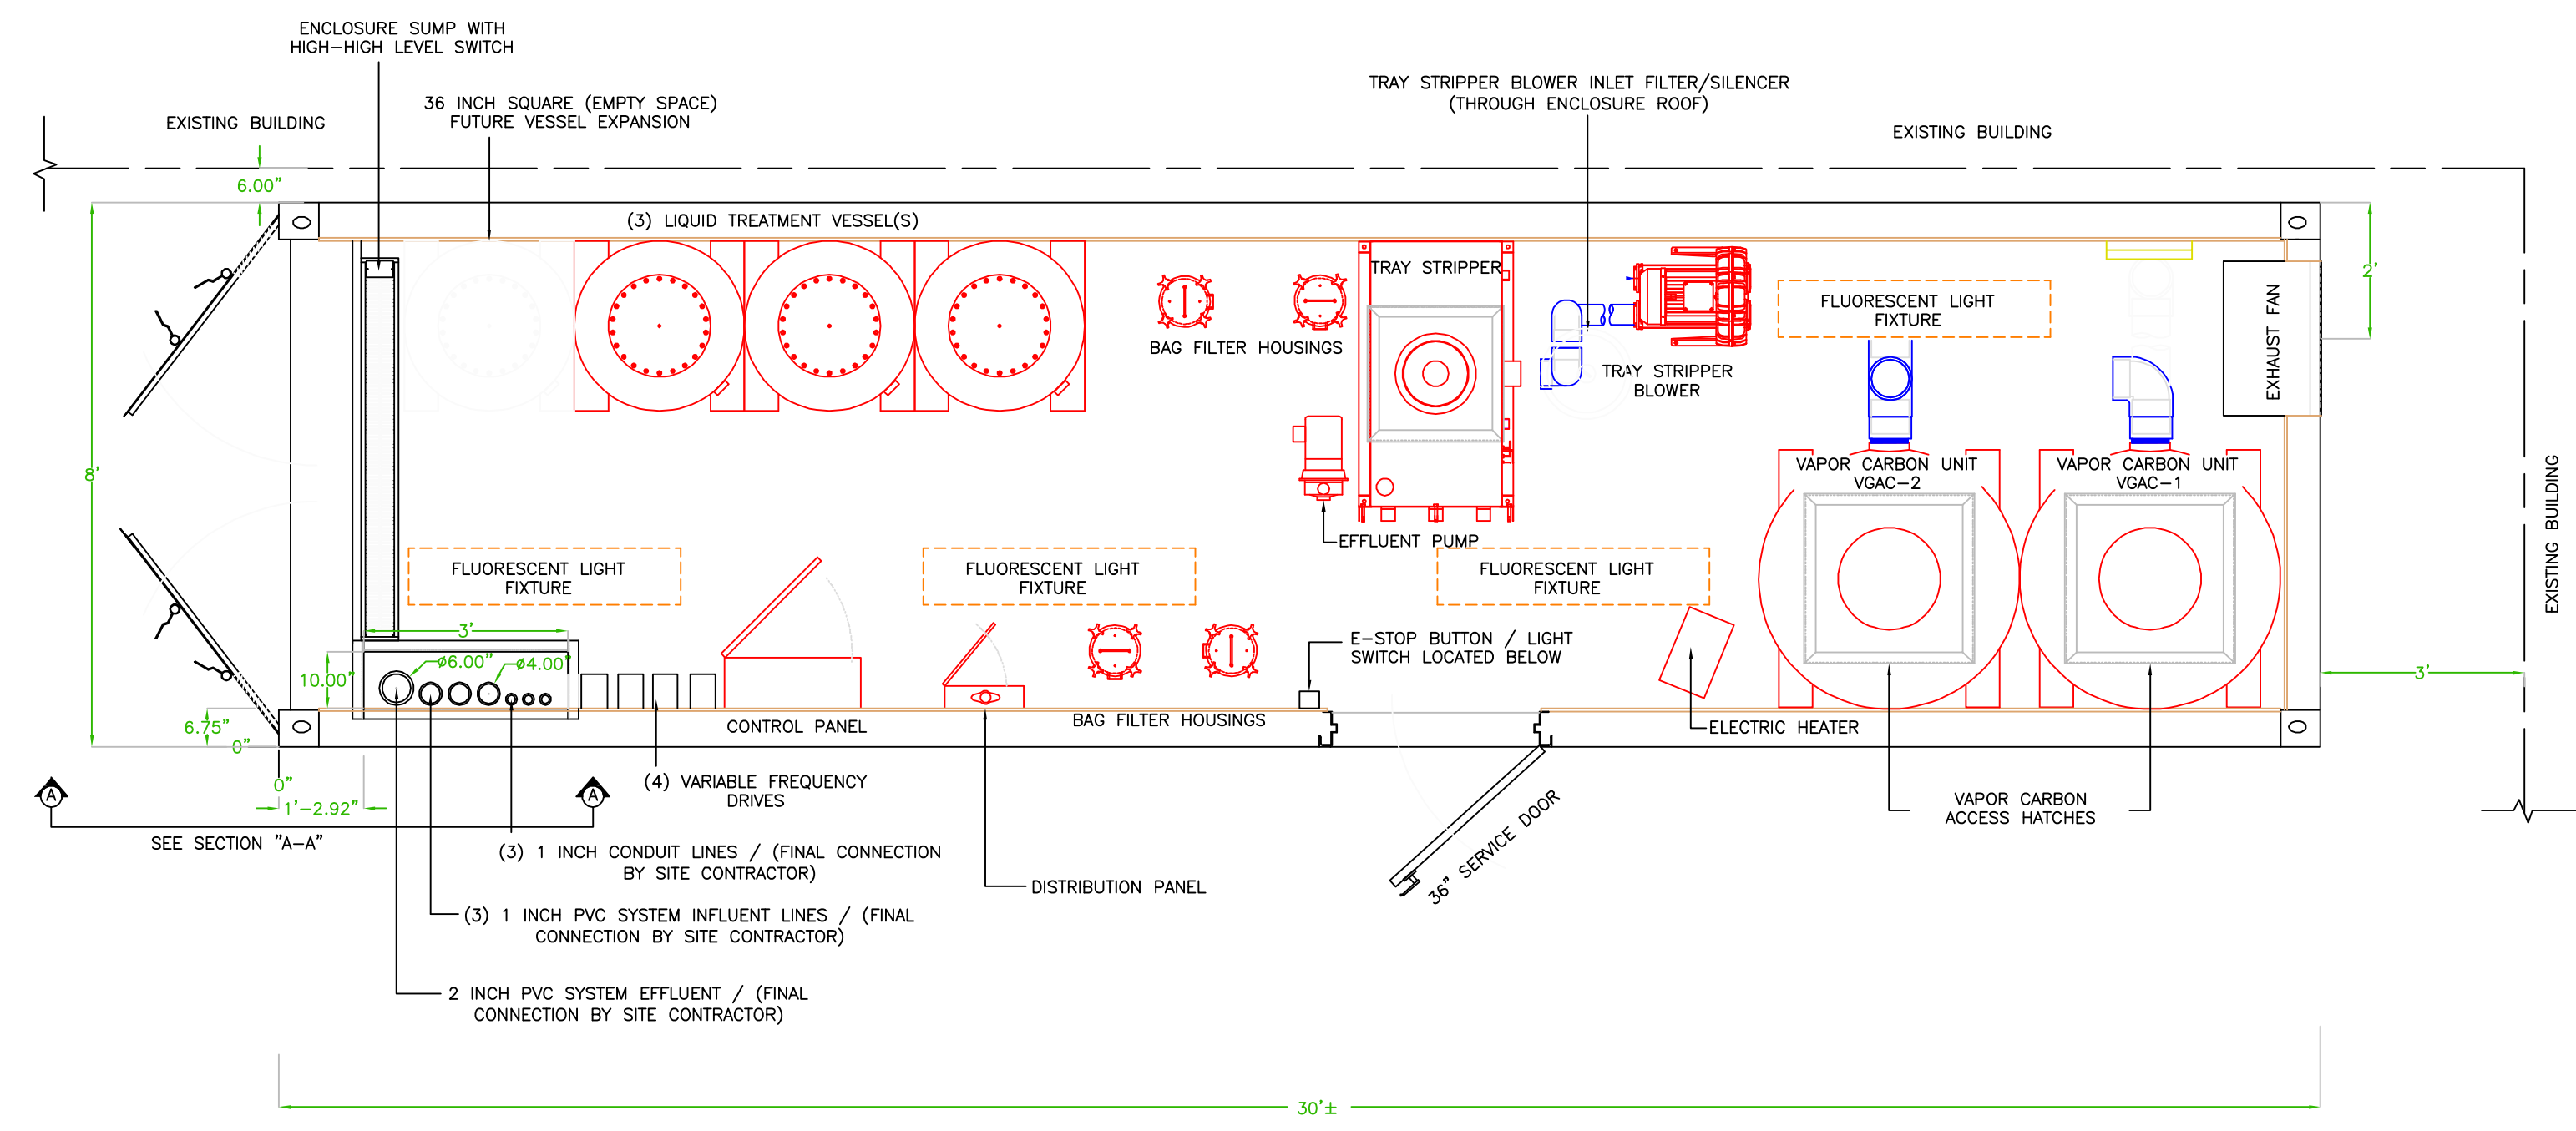 ENCLOSURE SUMP WITH
HIGH-HIGH LEVEL SWITCH
36 INCH SQUARE (EMPTY SPACE)
FUTURE VESSEL EXPANSION
EXISTING BUILDING
TRAY STRIPPER BLOWER INLET FILTER/SILENCER
(THROUGH ENCLOSURE ROOF)
EXISTING BUILDING
6.00"
(3) LIQUID TREATMENT VESSEL(S)
TRAY STRIPPER
2'
FLUORESCENT LIGHT
FIXTURE
EXHAUST FAN
BAG FILTER HOUSINGS
TRAY STRIPPER
BLOWER
8'
VAPOR CARBON UNIT
VGAC-2
VAPOR CARBON UNIT
VGAC-1
EXISTING BUILDING
EFFLUENT PUMP
FLUORESCENT LIGHT
FIXTURE
FLUORESCENT LIGHT
FIXTURE
FLUORESCENT LIGHT
FIXTURE
3'
ø6.00"
ø4.00"
10.00"
E-STOP BUTTON / LIGHT
SWITCH LOCATED BELOW
3'
6.75"
0"
CONTROL PANEL
BAG FILTER HOUSINGS
ELECTRIC HEATER
0"
1'-2.92"
A
A
(4) VARIABLE FREQUENCY
DRIVES
VAPOR CARBON
ACCESS HATCHES
SEE SECTION "A-A"
36" SERVICE DOOR
(3) 1 INCH CONDUIT LINES / (FINAL CONNECTION
BY SITE CONTRACTOR)
DISTRIBUTION PANEL
(3) 1 INCH PVC SYSTEM INFLUENT LINES / (FINAL
CONNECTION BY SITE CONTRACTOR)
2 INCH PVC SYSTEM EFFLUENT / (FINAL
CONNECTION BY SITE CONTRACTOR)
30'±